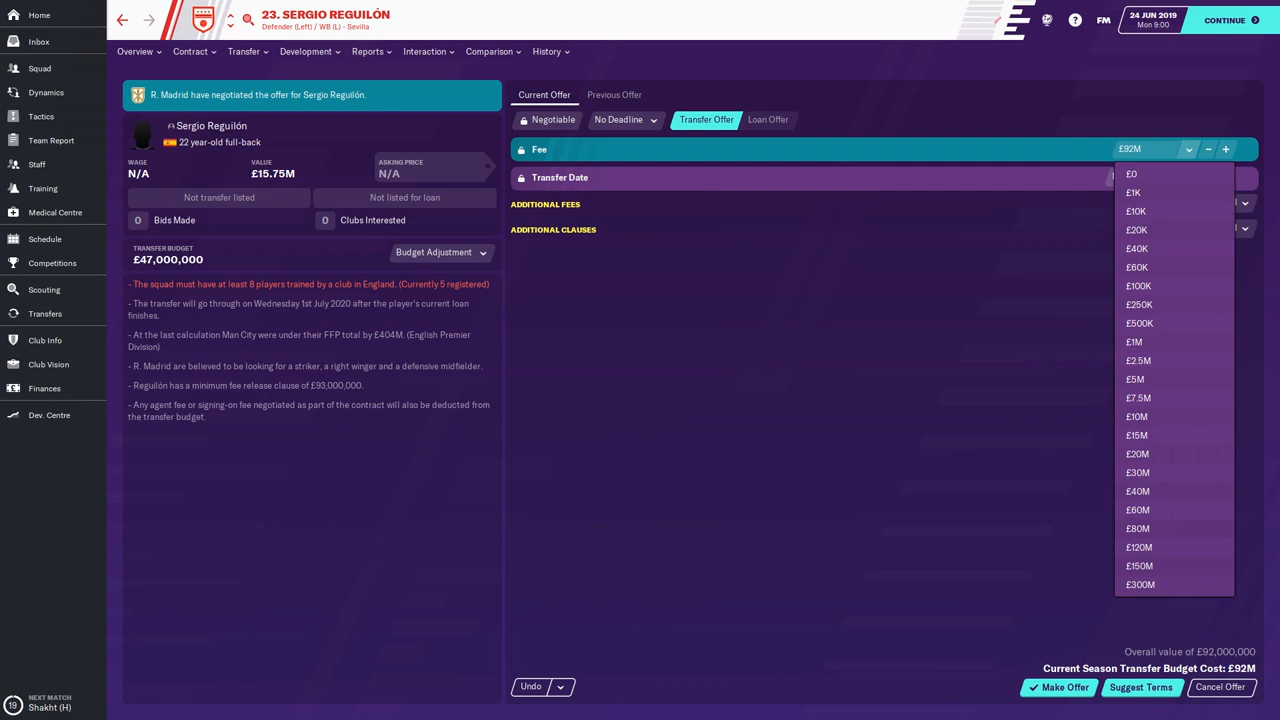 23. SERGIO REGUILÓN
Defender (Left) / WB (L) - Sevilla
FM
24 JUN 2019
Mon 9:00
CONTINUE
Home
Inbox
Squad
Dynamics
Tactics
Team Report
Staff
Training
Medical Centre
Schedule
Competitions
Scouting
Transfers
Club Info
Club Vision
Finances
Dev. Centre
19
NEXT MATCH
Shakt (H)
Overview
Contract
Transfer
Development
Reports
Interaction
Comparison
History
R. Madrid have negotiated the offer for Sergio Reguilón.
Sergio Reguilón
22 year-old full-back
WAGE
N/A
VALUE
£15.75M
ASKING PRICE
N/A
Not transfer listed
Not listed for loan
0 Bids Made
0 Clubs Interested
TRANSFER BUDGET
£47,000,000
Budget Adjustment
- The squad must have at least 8 players trained by a club in England. (Currently 5 registered)
- The transfer will go through on Wednesday 1st July 2020 after the player's current loan
finishes.
- At the last calculation Man City were under their FFP total by £404M. (English Premier
Division)
- R. Madrid are believed to be looking for a striker, a right winger and a defensive midfielder.
- Reguilón has a minimum fee release clause of £93,000,000.
- Any agent fee or signing-on fee negotiated as part of the contract will also be deducted from
the transfer budget.
Current Offer
Previous Offer
Negotiable
No Deadline
Transfer Offer
Loan Offer
Fee
£92M
Transfer Date
ADDITIONAL FEES
ADDITIONAL CLAUSES
£0
£1K
£10K
£20K
£40K
£60K
£100K
£250K
£500K
£1M
£2.5M
£5M
£7.5M
£10M
£15M
£20M
£30M
£40M
£60M
£80M
£120M
£150M
£300M
Overall value of £92,000,000
Current Season Transfer Budget Cost: £92M
Undo
Make Offer
Suggest Terms
Cancel Offer